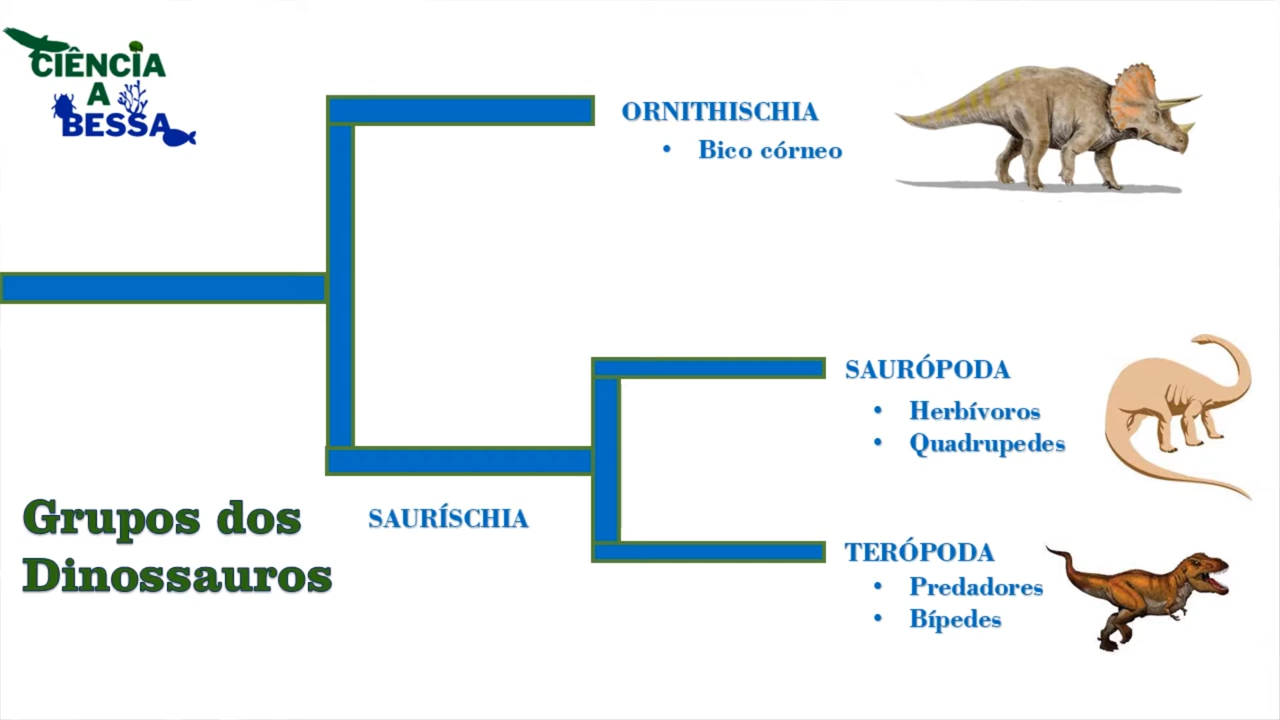 CIÊNCIA
A
BESSA
ORNITHISCHIA
• Bico córneo
SAURÓPODA
• Herbívoros
• Quadrupedes
SAURÍSCHIA
Grupos dos
Dinossauros
TERÓPODA
• Predadores
• Bípedes